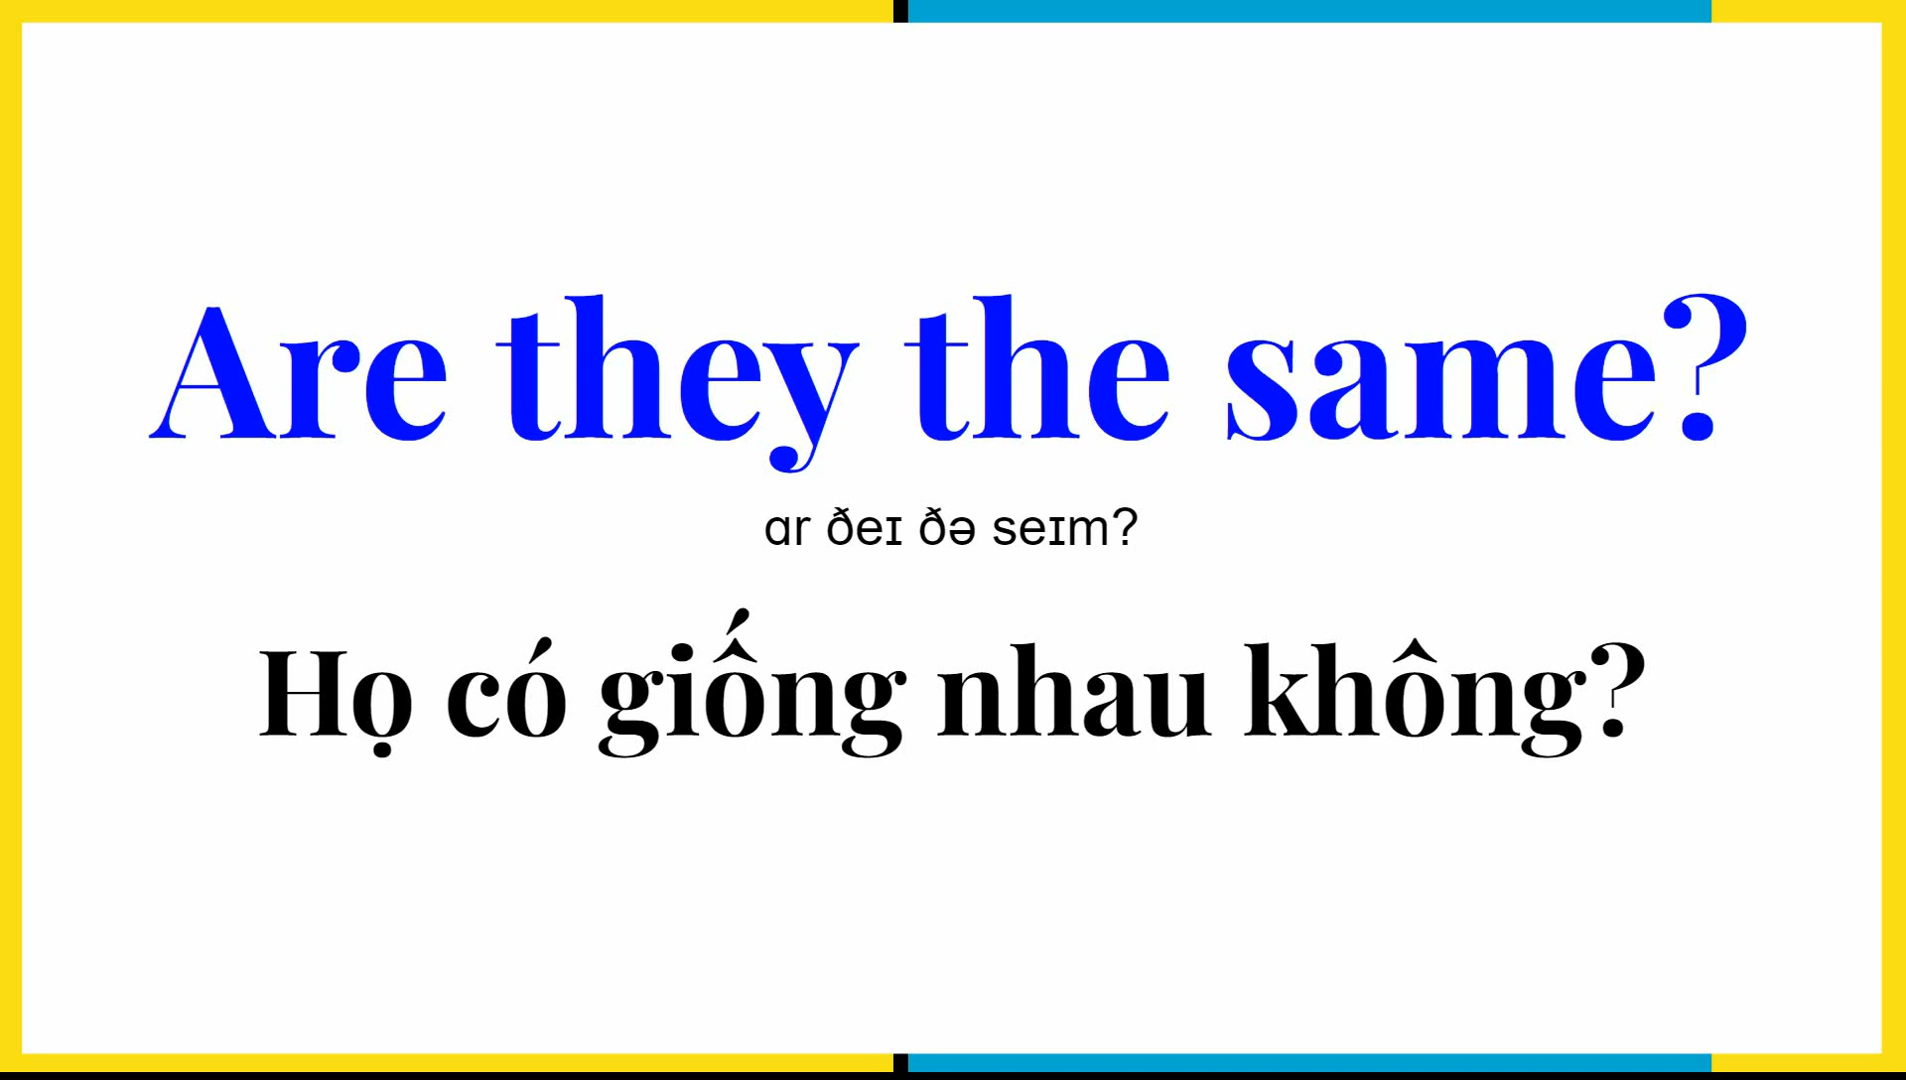 Are they the same?
ɑr ðeɪ ðə seɪm?
Họ có giống nhau không?